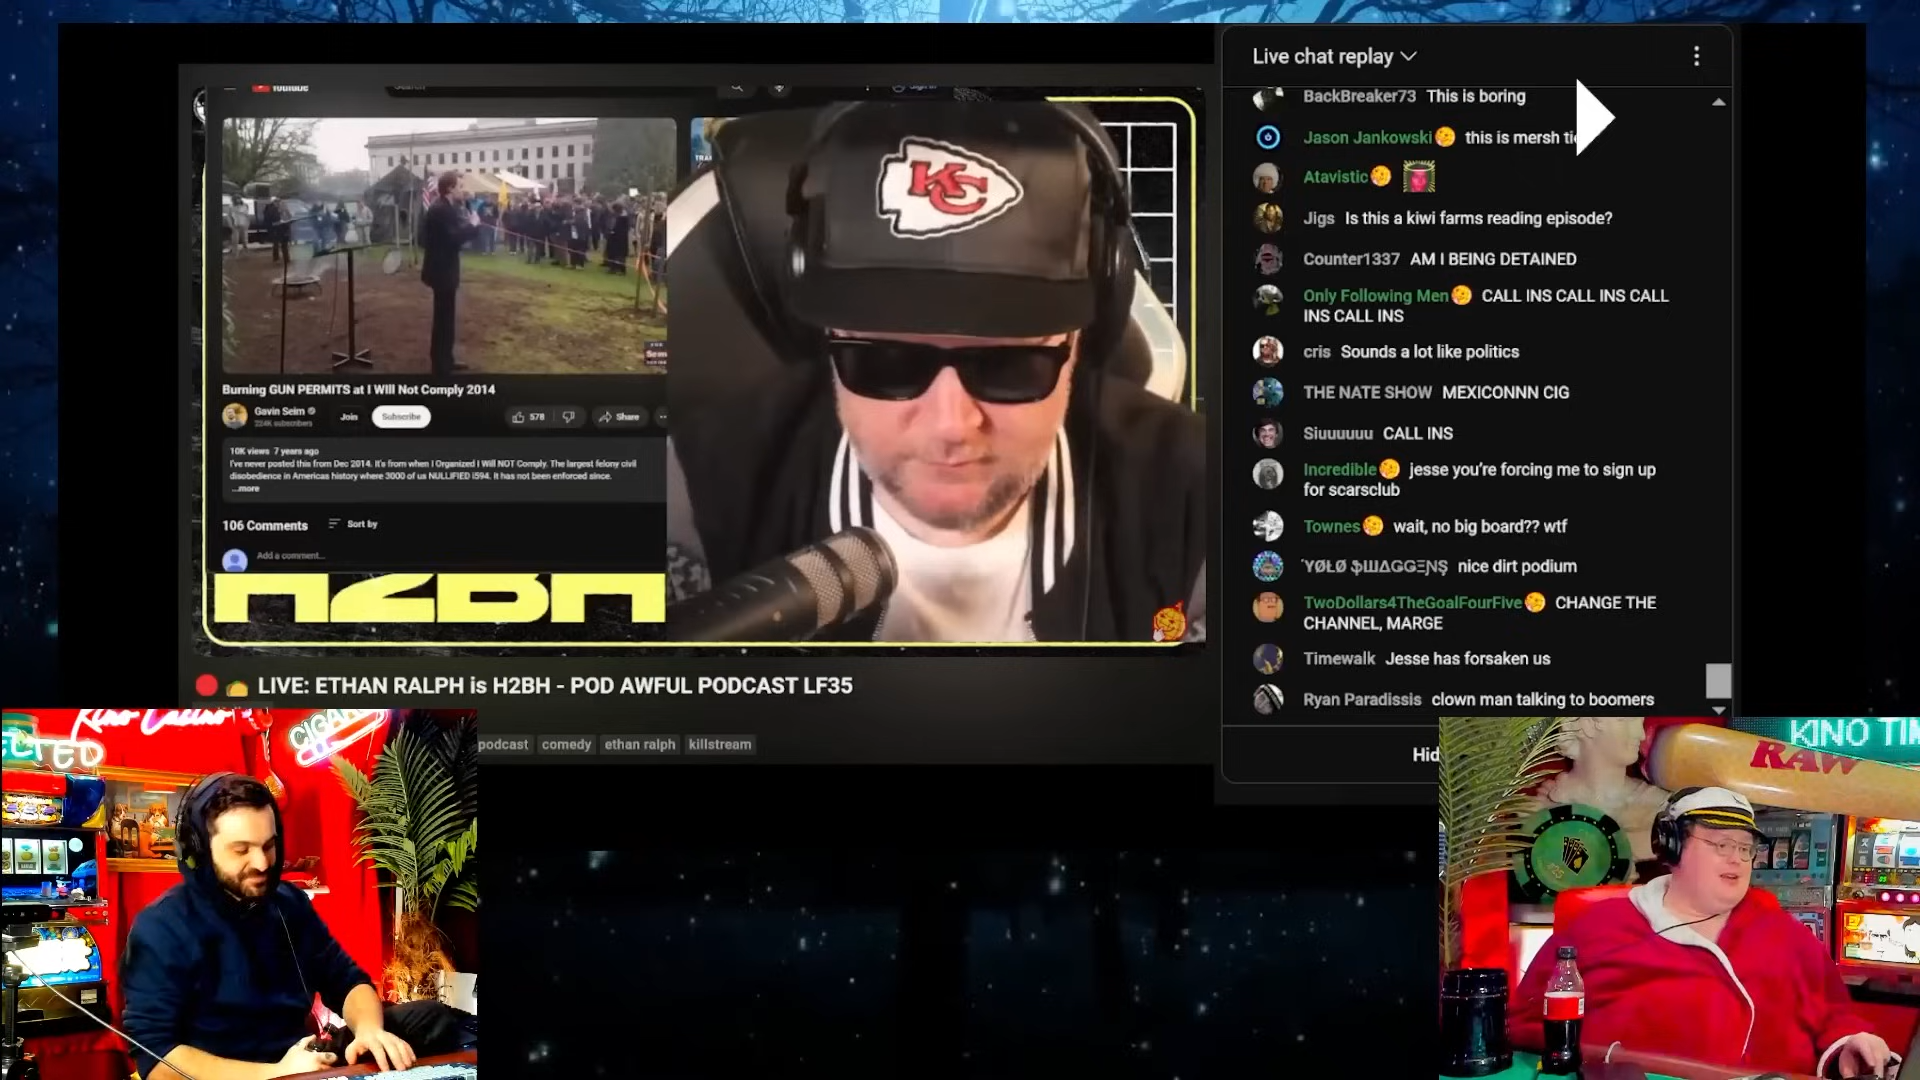 Live chat replay
BackBreaker73 This is boring
Jason Jankowski this is mersh
Atavistic
Jigs Is this a kiwi farms reading episode?
Counter1337 AM I BEING DETAINED
Only Following Men CALL INS CALL INS CALL
INS CALL INS
cris Sounds a lot like politics
THE NATE SHOW MEXICONNN CIG
Siuuuuuu CALL INS
Incredible jesse you're forcing me to sign up
for scarsclub
Townes wait, no big board?? wtf
nice dirt podium
TwoDollars4TheGoalFourFive CHANGE THE
CHANNEL, MARGE
Timewalk Jesse has forsaken us
Ryan Paradissis clown man talking to boomers
YouTube
KC
Burning GUN PERMITS at I Will Not Comply 2014
Gavin Seim
Join
Subscribe
578
Share
10K views 7 years ago
I've never posted this from Dec 2014. It's from when I Organized I Will NOT Comply. The largest felony civil
disobedience in Americas history where 3000 of us NULLIFIED I594. It has not been enforced since.
...more
106 Comments
Sort by
Add a comment...
H2BH
LIVE: ETHAN RALPH is H2BH - POD AWFUL PODCAST LF35
podcast comedy ethan ralph killstream
Kino Casino
CIGARS
KINO TIM
RAW